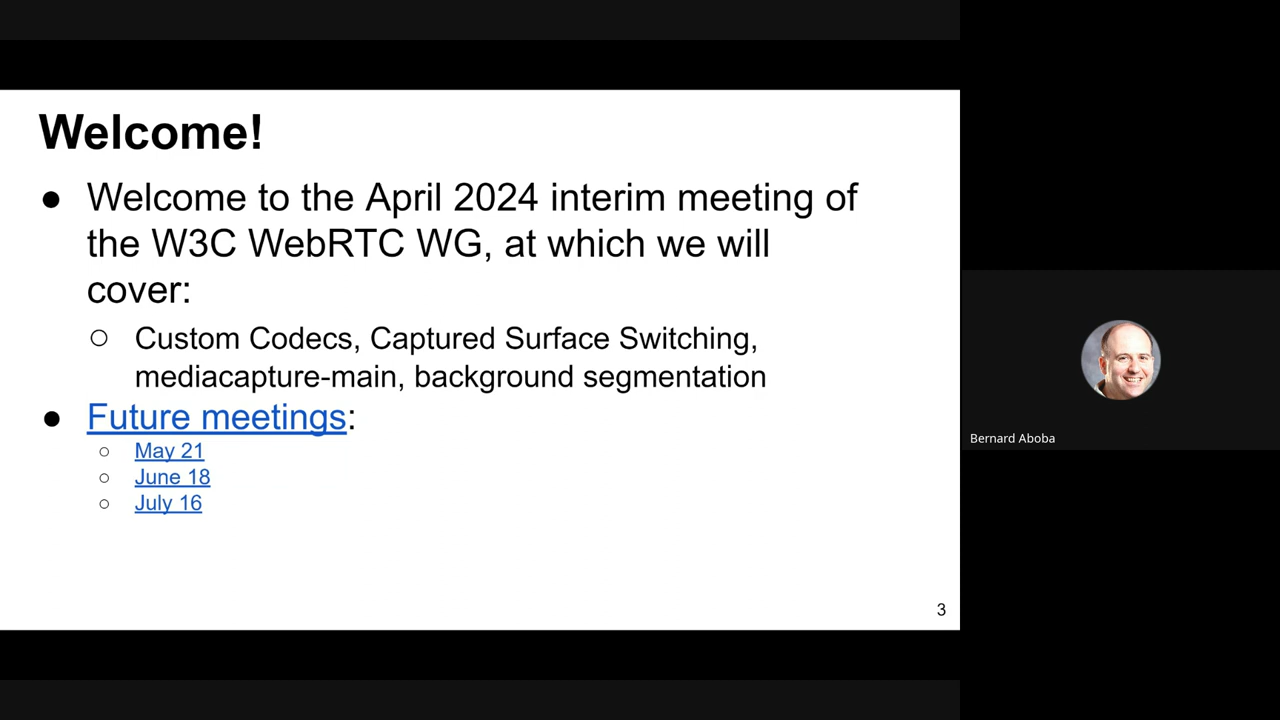 Welcome!
● Welcome to the April 2024 interim meeting of
the W3C WebRTC WG, at which we will
cover:
○ Custom Codecs, Captured Surface Switching,
mediacapture-main, background segmentation
● Future meetings:
○ May 21
○ June 18
○ July 16
3
Bernard Aboba